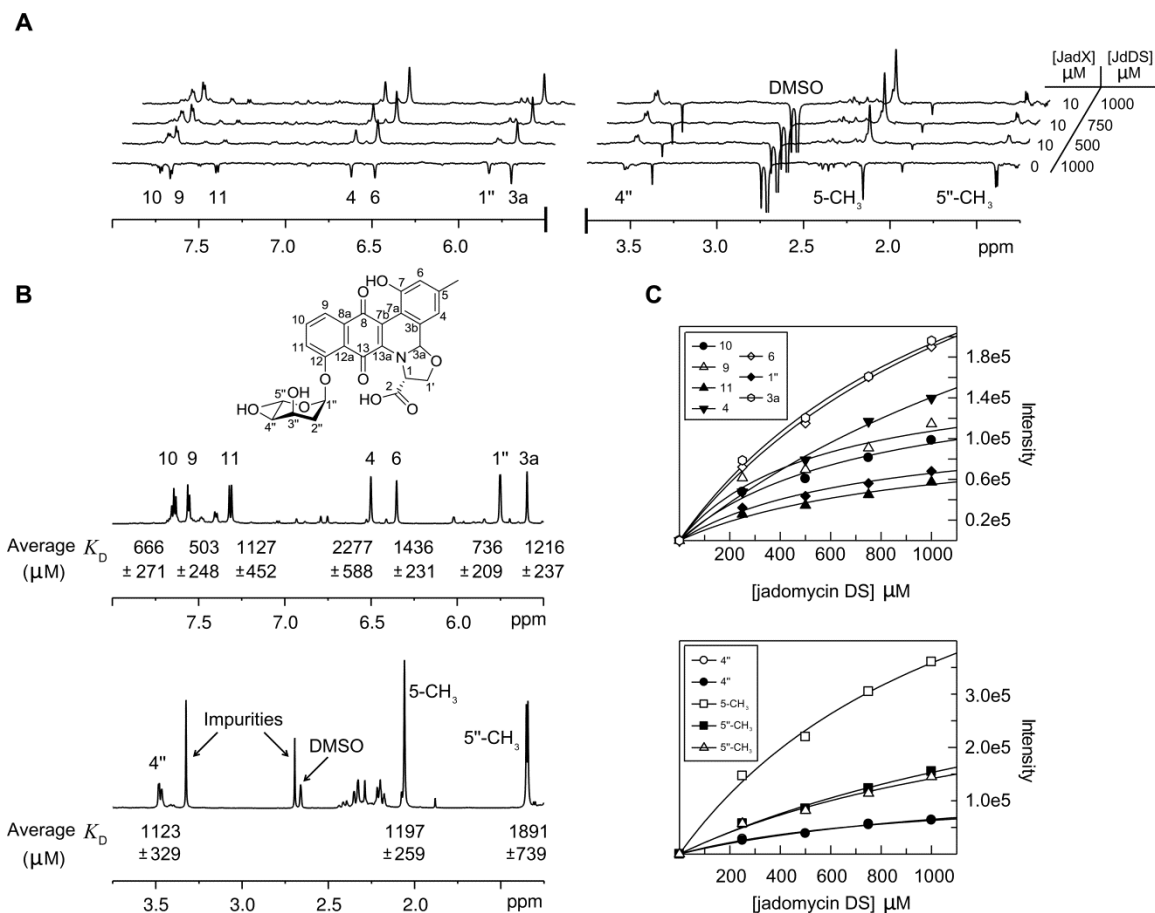 A
[JadX] [JdDS]
μM μM
DMSO
10 1000
10 750
10 500
0 1000
10 9 11 4 6 1'' 3a
4'' 5-CH₃ 5''-CH₃
7.5 7.0 6.5 6.0
3.5 3.0 2.5 2.0 ppm
B
HO 7 6
O 5
9 8a 8 7b 7a 4
10 3b
11 12a 13 13a 3a
12 N O
O O 1 1'
2
5'' OH 1'' HO O
HO 3''
4'' 2''
10 9 11 4 6 1'' 3a
Average K_D 666 503 1127 2277 1436 736 1216
(μM) ±271 ±248 ±452 ±588 ±231 ±209 ±237
7.5 7.0 6.5 6.0 ppm
5-CH₃
Impurities
5''-CH₃
DMSO
4''
Average K_D 1123 1197 1891
(μM) ±329 ±259 ±739
3.5 3.0 2.5 2.0 ppm
C
10 6
9 1''
11 3a
4
1.8e5
1.4e5
1.0e5
0.6e5
0.2e5
Intensity
200 400 600 800 1000
[jadomycin DS] μM
4''
4''
5-CH₃
5''-CH₃
5''-CH₃
3.0e5
2.0e5
1.0e5
Intensity
200 400 600 800 1000
[jadomycin DS] μM